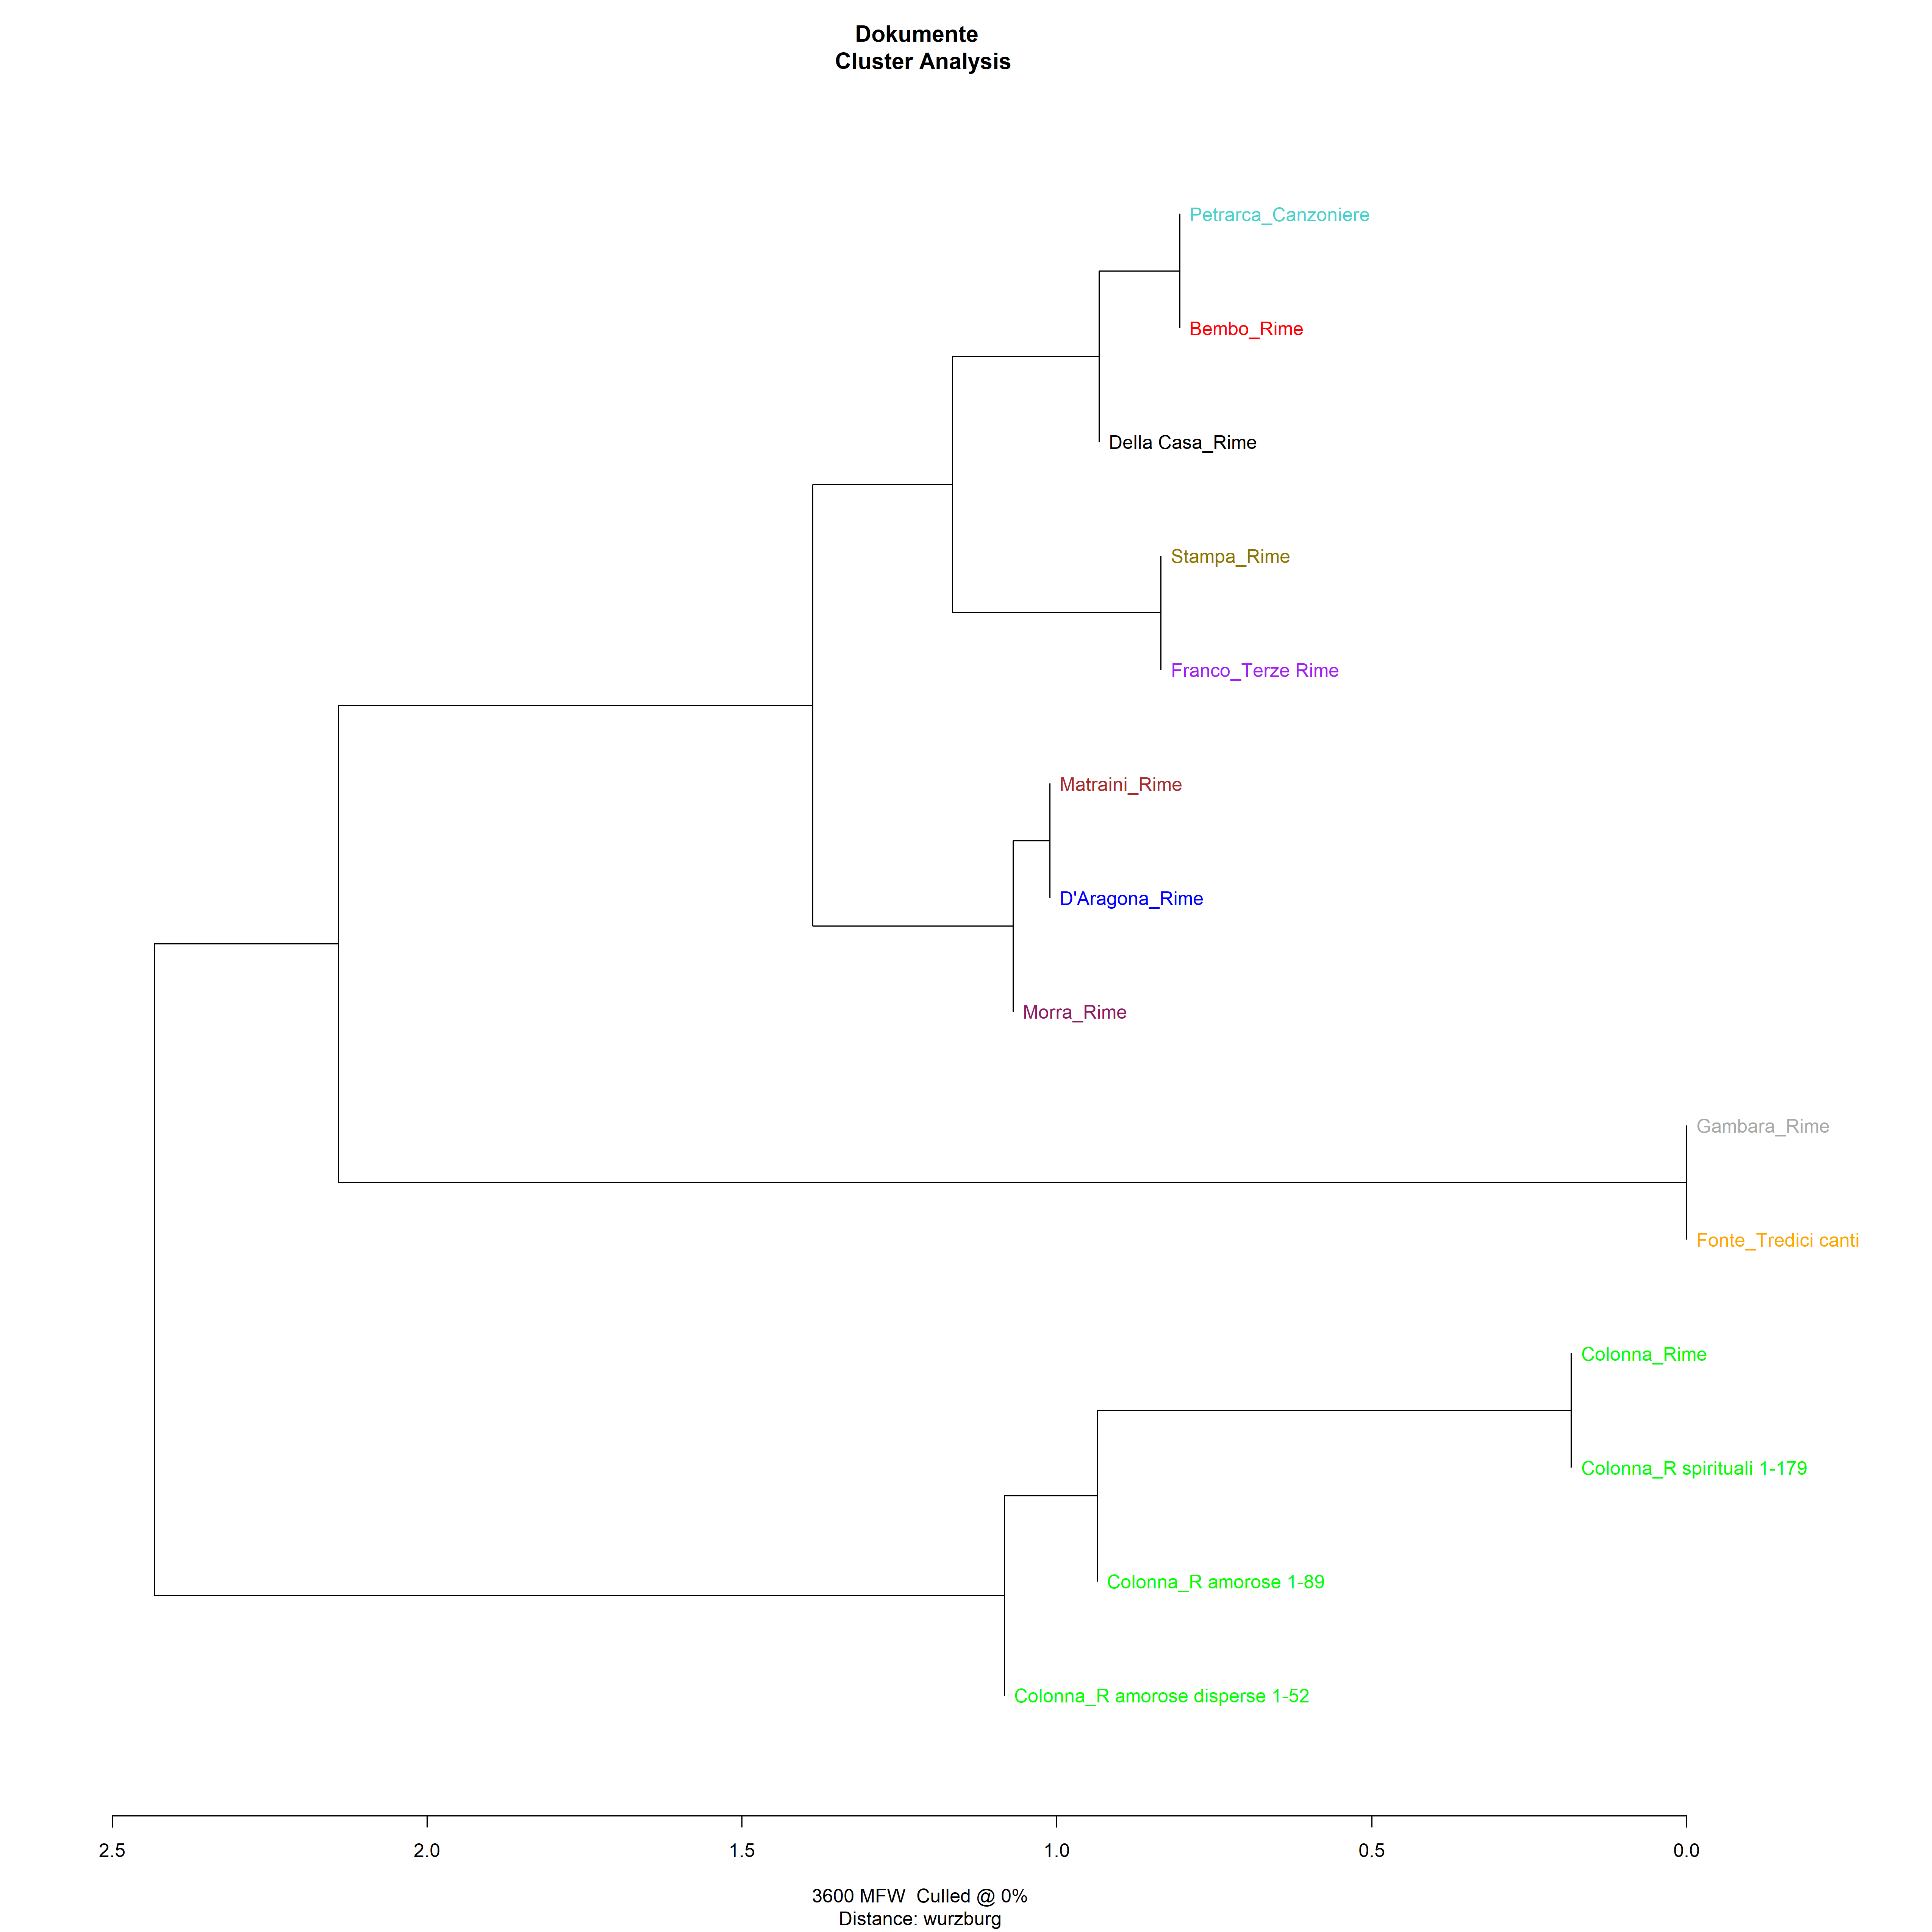 Dokumente
Cluster Analysis
Petrarca_Canzoniere
Bembo_Rime
Della Casa_Rime
Stampa_Rime
Franco_Terze Rime
Matraini_Rime
D'Aragona_Rime
Morra_Rime
Gambara_Rime
Fonte_Tredici canti
Colonna_Rime
Colonna_R spirituali 1-179
Colonna_R amorose 1-89
Colonna_R amorose disperse 1-52
2.5 2.0 1.5 1.0 0.5 0.0
3600 MFW  Culled @ 0%
Distance: wurzburg